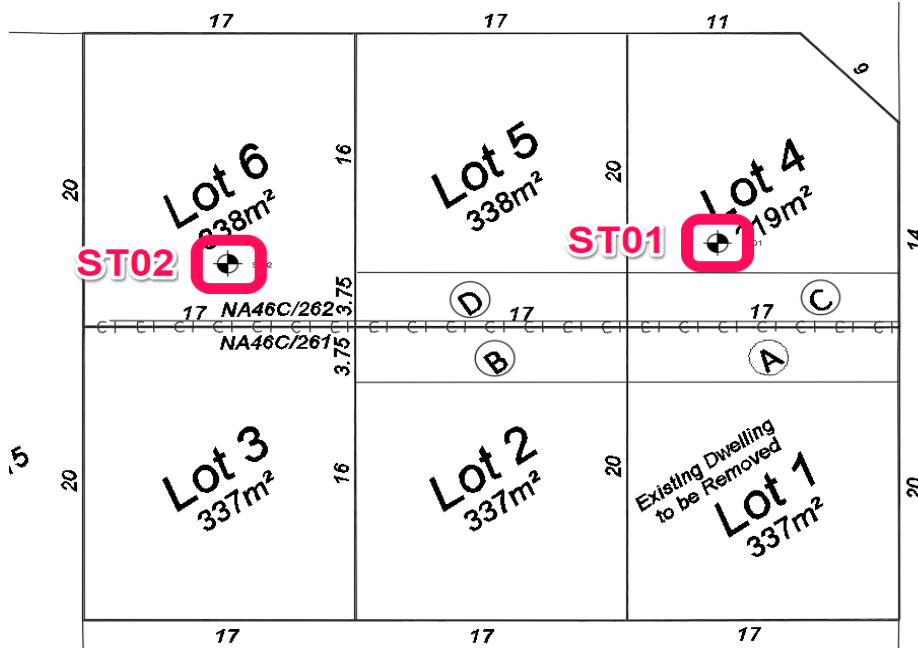 17
17
11
9
20
Lot 6
338m²
16
Lot 5
338m²
20
Lot 4
319m²
14
ST02
ST01
3.75
D
C
17
NA46C/262
17
17
NA46C/261
3.75
B
A
20
Lot 3
337m²
16
Lot 2
337m²
20
Existing Dwelling
to be Removed
Lot 1
337m²
20
17
17
17